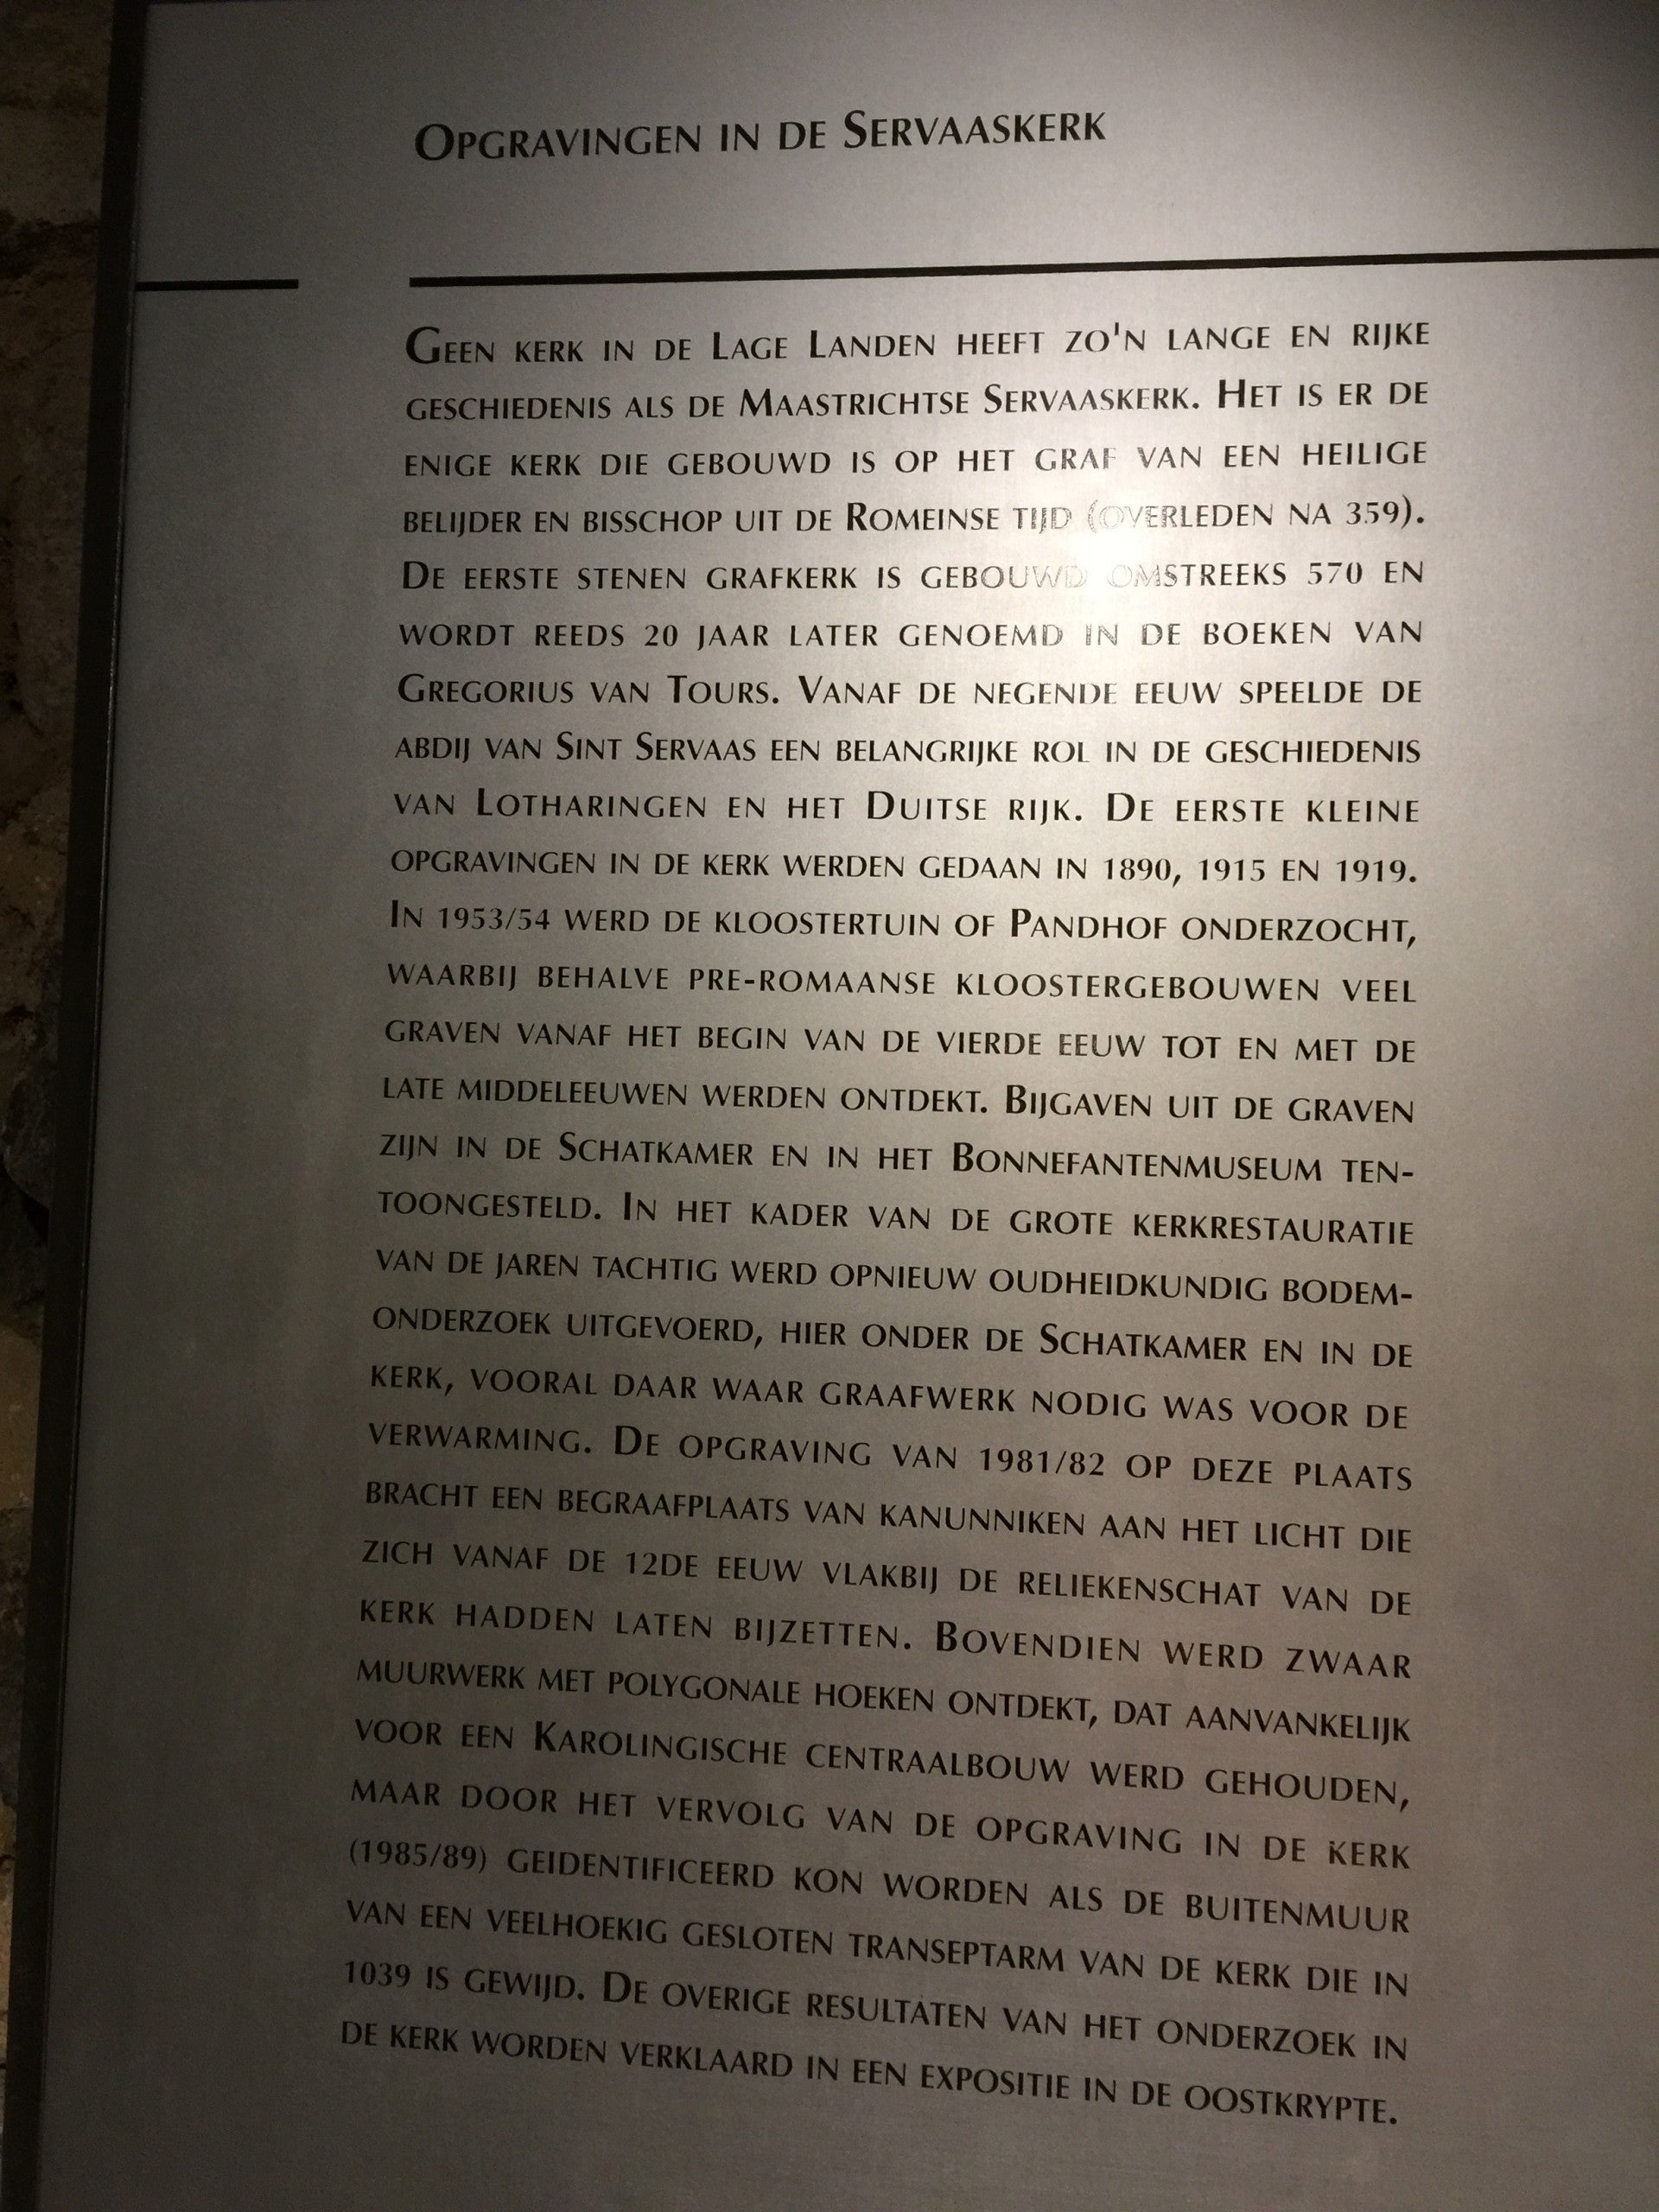 Opgravingen in de Servaaskerk
Geen kerk in de Lage Landen heeft zo'n lange en rijke
geschiedenis als de Maastrichtse Servaaskerk. Het is er de
enige kerk die gebouwd is op het graf van een heilige
belijder en bisschop uit de Romeinse tijd (overleden na 359).
De eerste stenen grafkerk is gebouwd omstreeks 570 en
wordt reeds 20 jaar later genoemd in de boeken van
Gregorius van Tours. Vanaf de negende eeuw speelde de
abdij van Sint Servaas een belangrijke rol in de geschiedenis
van Lotharingen en het Duitse rijk. De eerste kleine
opgravingen in de kerk werden gedaan in 1890, 1915 en 1919.
In 1953/54 werd de kloostertuin of Pandhof onderzocht,
waarbij behalve pre-romaanse kloostergebouwen veel
graven vanaf het begin van de vierde eeuw tot en met de
late middeleeuwen werden ontdekt. Bijgaven uit de graven
zijn in de Schatkamer en in het Bonnefantenmuseum ten-
toongesteld. In het kader van de grote kerkrestauratie
van de jaren tachtig werd opnieuw oudheidkundig bodem-
onderzoek uitgevoerd, hier onder de Schatkamer en in de
kerk, vooral daar waar graafwerk nodig was voor de
verwarming. De opgraving van 1981/82 op deze plaats
bracht een begraafplaats van kanunniken aan het licht die
zich vanaf de 12de eeuw vlakbij de reliekenschat van de
kerk hadden laten bijzetten. Bovendien werd zwaar
muurwerk met polygonale hoeken ontdekt, dat aanvankelijk
voor een Karolingische centraalbouw werd gehouden,
maar door het vervolg van de opgraving in de kerk
(1985/89) geidentificeerd kon worden als de buitenmuur
van een veelhoekig gesloten transeptarm van de kerk die in
1039 is gewijd. De overige resultaten van het onderzoek in
de kerk worden verklaard in een expositie in de oostkrypte.